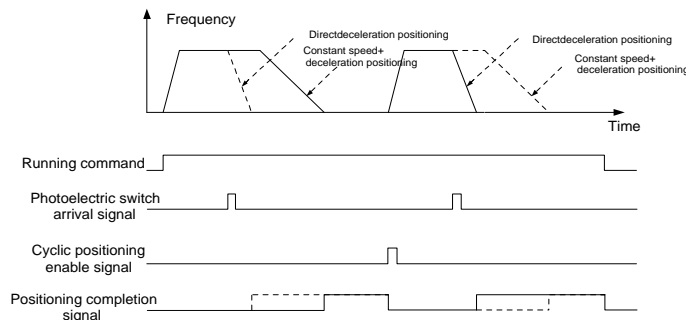 Frequency
Directdeceleration positioning
Constant speed+
deceleration positioning
Directdeceleration positioning
Constant speed+
deceleration positioning
Time
Running command
Photoelectric switch
arrival signal
Cyclic positioning
enable signal
Positioning completion
signal